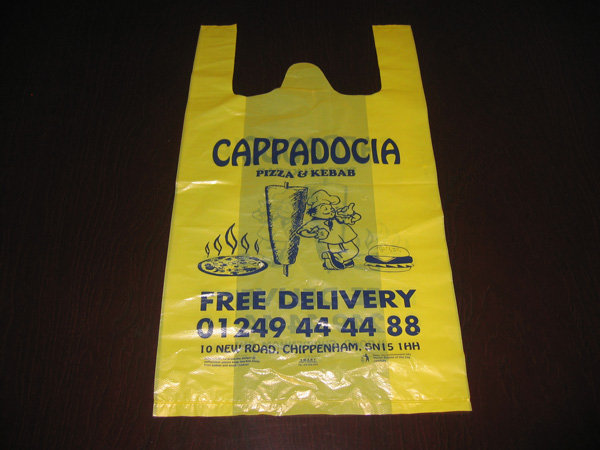 CAPPADOCIA
PIZZA & KEBAB
FREE DELIVERY
01249 44 44 88
10 NEW ROAD, CHIPPENHAM, SN15 1HH